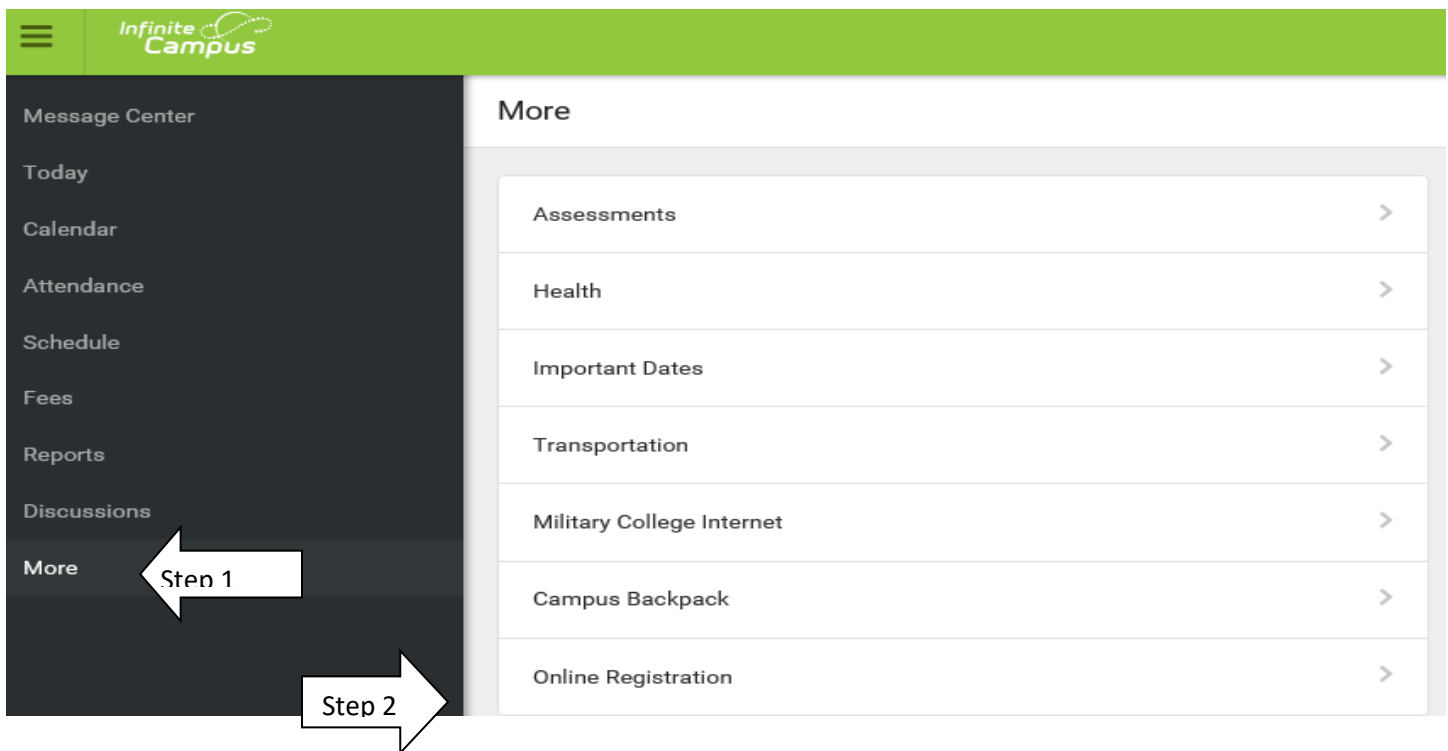 Infinite
Campus
Message Center
Today
Calendar
Attendance
Schedule
Fees
Reports
Discussions
More
Step 1
Step 2
More
Assessments
Health
Important Dates
Transportation
Military College Internet
Campus Backpack
Online Registration